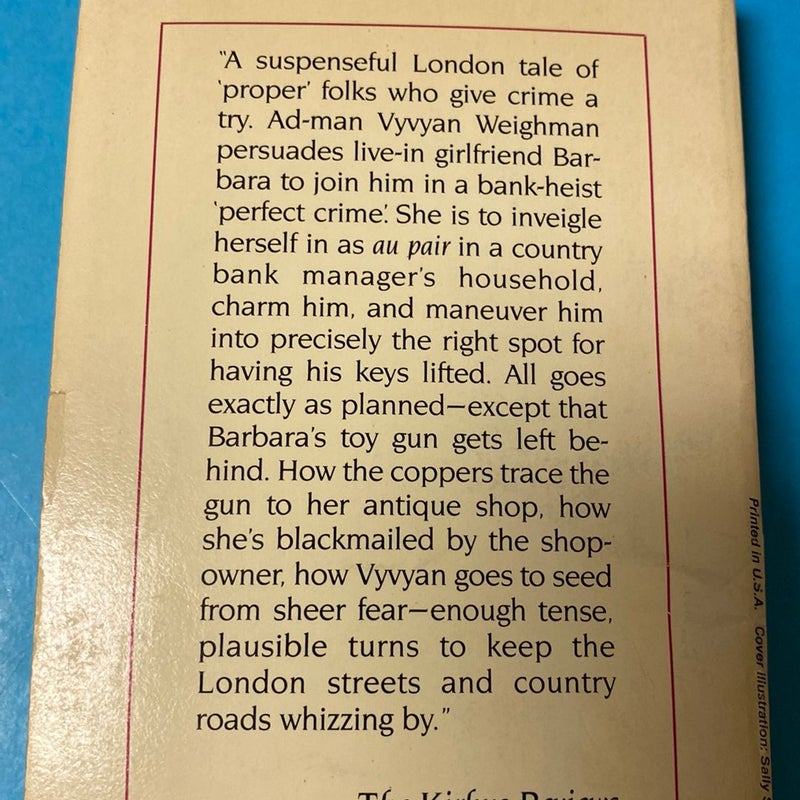 "A suspenseful London tale of
'proper' folks who give crime a
try. Ad-man Vyvyan Weighman
persuades live-in girlfriend Bar-
bara to join him in a bank-heist
'perfect crime'. She is to inveigle
herself in as au pair in a country
bank manager's household,
charm him, and maneuver him
into precisely the right spot for
having his keys lifted. All goes
exactly as planned—except that
Barbara's toy gun gets left be-
hind. How the coppers trace the
gun to her antique shop, how
she's blackmailed by the shop-
owner, how Vyvyan goes to seed
from sheer fear—enough tense,
plausible turns to keep the
London streets and country
roads whizzing by."
The Kirkus Reviews
Printed in U.S.A. Cover illustration: Sally